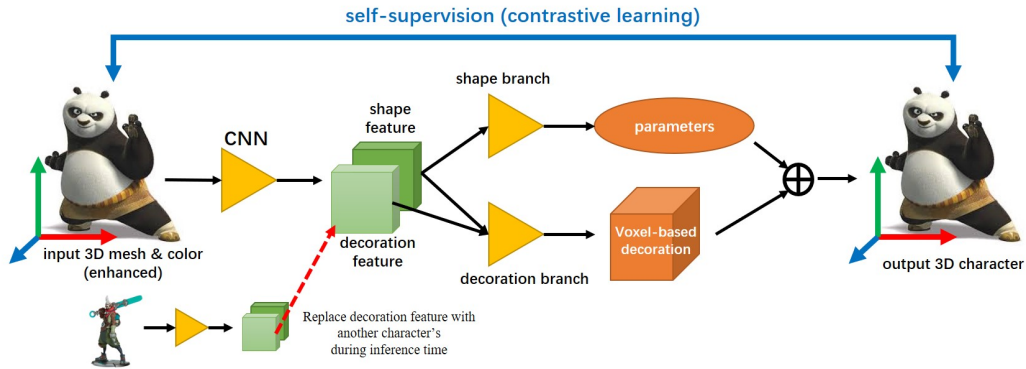 self-supervision (contrastive learning)
shape branch
shape
feature
parameters
CNN
decoration
feature
Voxel-based
decoration
input 3D mesh & color
(enhanced)
decoration branch
output 3D character
Replace decoration feature with
another character's
during inference time